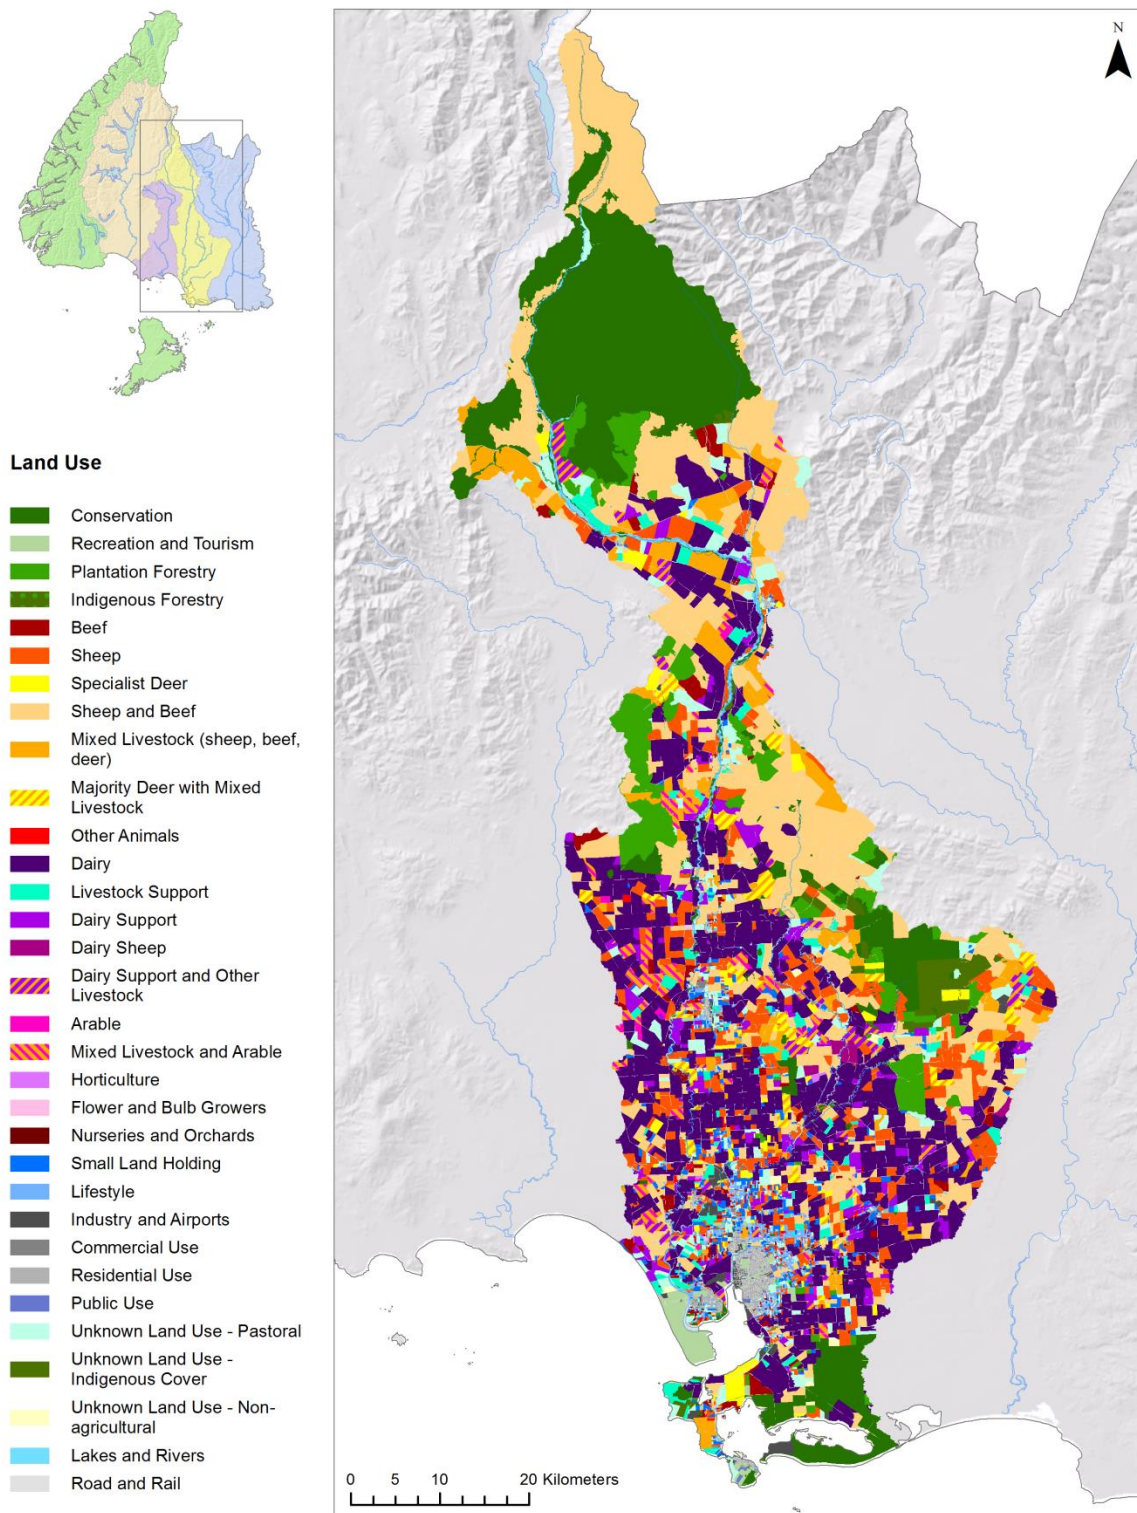 N
Land Use
Conservation
Recreation and Tourism
Plantation Forestry
Indigenous Forestry
Beef
Sheep
Specialist Deer
Sheep and Beef
Mixed Livestock (sheep, beef,
deer)
Majority Deer with Mixed
Livestock
Other Animals
Dairy
Livestock Support
Dairy Support
Dairy Sheep
Dairy Support and Other
Livestock
Arable
Mixed Livestock and Arable
Horticulture
Flower and Bulb Growers
Nurseries and Orchards
Small Land Holding
Lifestyle
Industry and Airports
Commercial Use
Residential Use
Public Use
Unknown Land Use - Pastoral
Unknown Land Use -
Indigenous Cover
Unknown Land Use - Non-
agricultural
Lakes and Rivers
Road and Rail
0 5 10 20 Kilometers